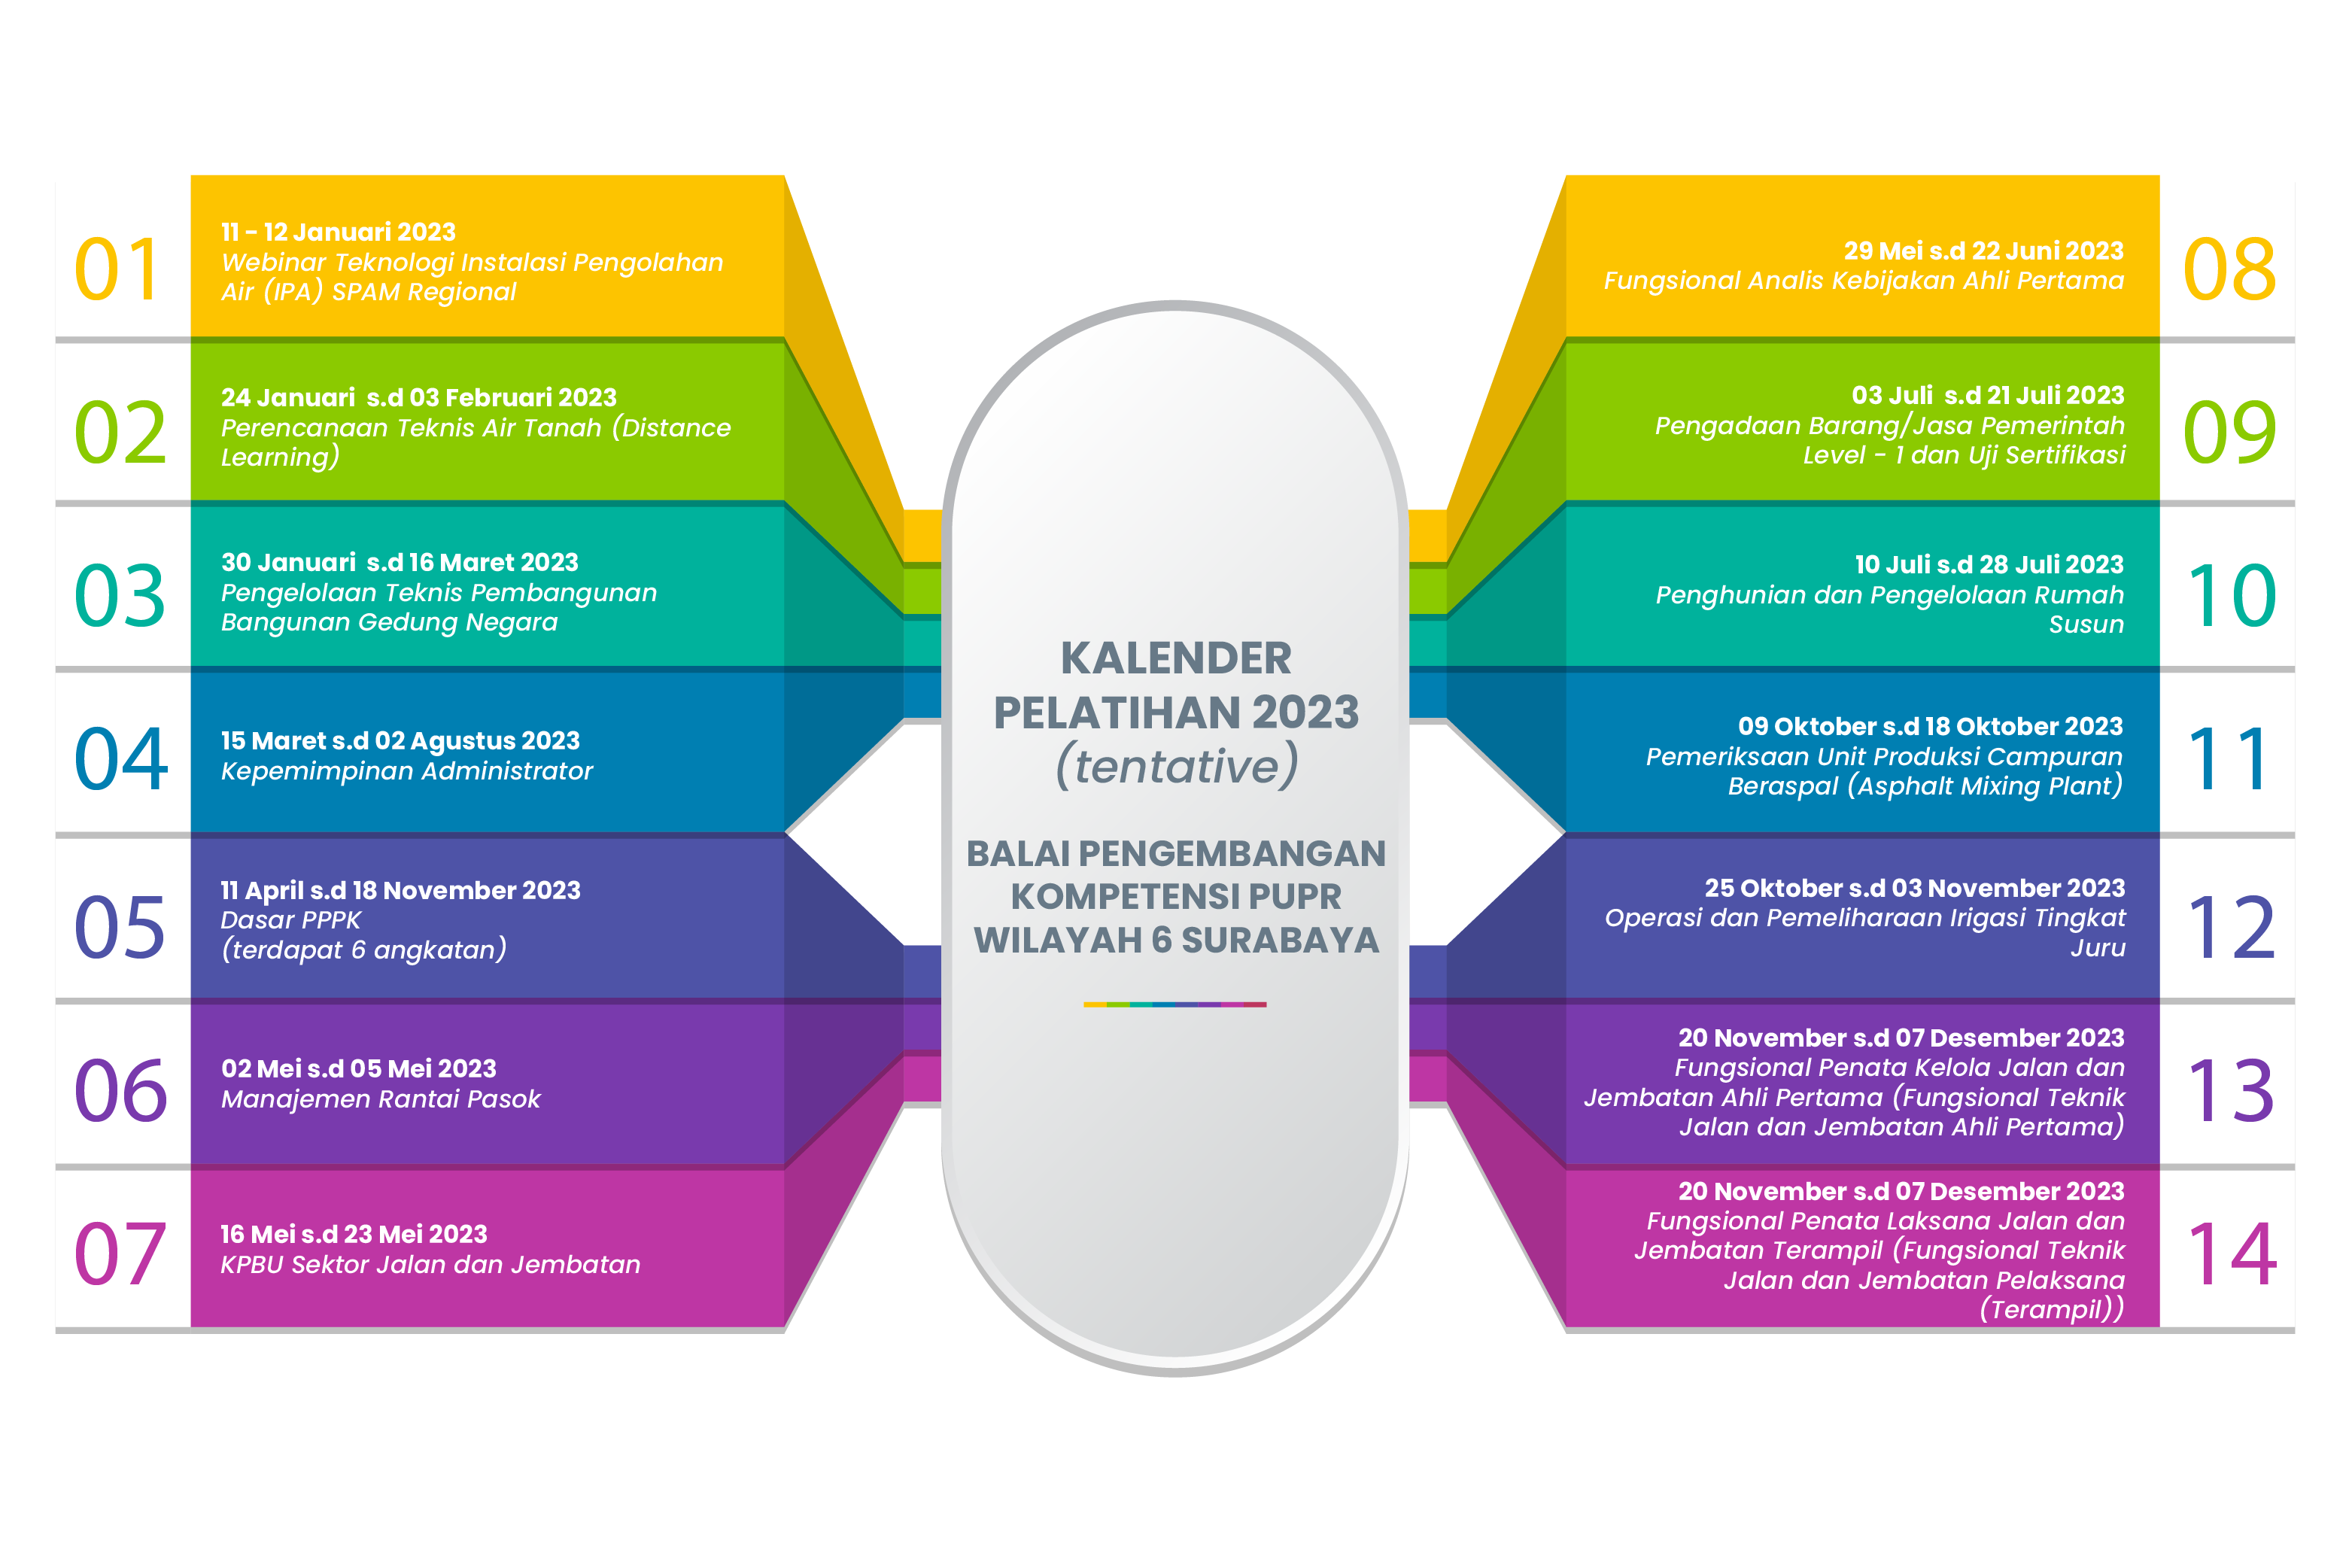 01
11 - 12 Januari 2023
Webinar Teknologi Instalasi Pengolahan
Air (IPA) SPAM Regional
02
24 Januari s.d 03 Februari 2023
Perencanaan Teknis Air Tanah (Distance
Learning)
03
30 Januari s.d 16 Maret 2023
Pengelolaan Teknis Pembangunan
Bangunan Gedung Negara
04
15 Maret s.d 02 Agustus 2023
Kepemimpinan Administrator
05
11 April s.d 18 November 2023
Dasar PPPK
(terdapat 6 angkatan)
06
02 Mei s.d 05 Mei 2023
Manajemen Rantai Pasok
07
16 Mei s.d 23 Mei 2023
KPBU Sektor Jalan dan Jembatan
KALENDER
PELATIHAN 2023
(tentative)
BALAI PENGEMBANGAN
KOMPETENSI PUPR
WILAYAH 6 SURABAYA
29 Mei s.d 22 Juni 2023
Fungsional Analis Kebijakan Ahli Pertama
08
03 Juli s.d 21 Juli 2023
Pengadaan Barang/Jasa Pemerintah
Level - 1 dan Uji Sertifikasi
09
10 Juli s.d 28 Juli 2023
Penghunian dan Pengelolaan Rumah
Susun
10
09 Oktober s.d 18 Oktober 2023
Pemeriksaan Unit Produksi Campuran
Beraspal (Asphalt Mixing Plant)
11
25 Oktober s.d 03 November 2023
Operasi dan Pemeliharaan Irigasi Tingkat
Juru
12
20 November s.d 07 Desember 2023
Fungsional Penata Kelola Jalan dan
Jembatan Ahli Pertama (Fungsional Teknik
Jalan dan Jembatan Ahli Pertama)
13
20 November s.d 07 Desember 2023
Fungsional Penata Laksana Jalan dan
Jembatan Terampil (Fungsional Teknik
Jalan dan Jembatan Pelaksana
(Terampil))
14